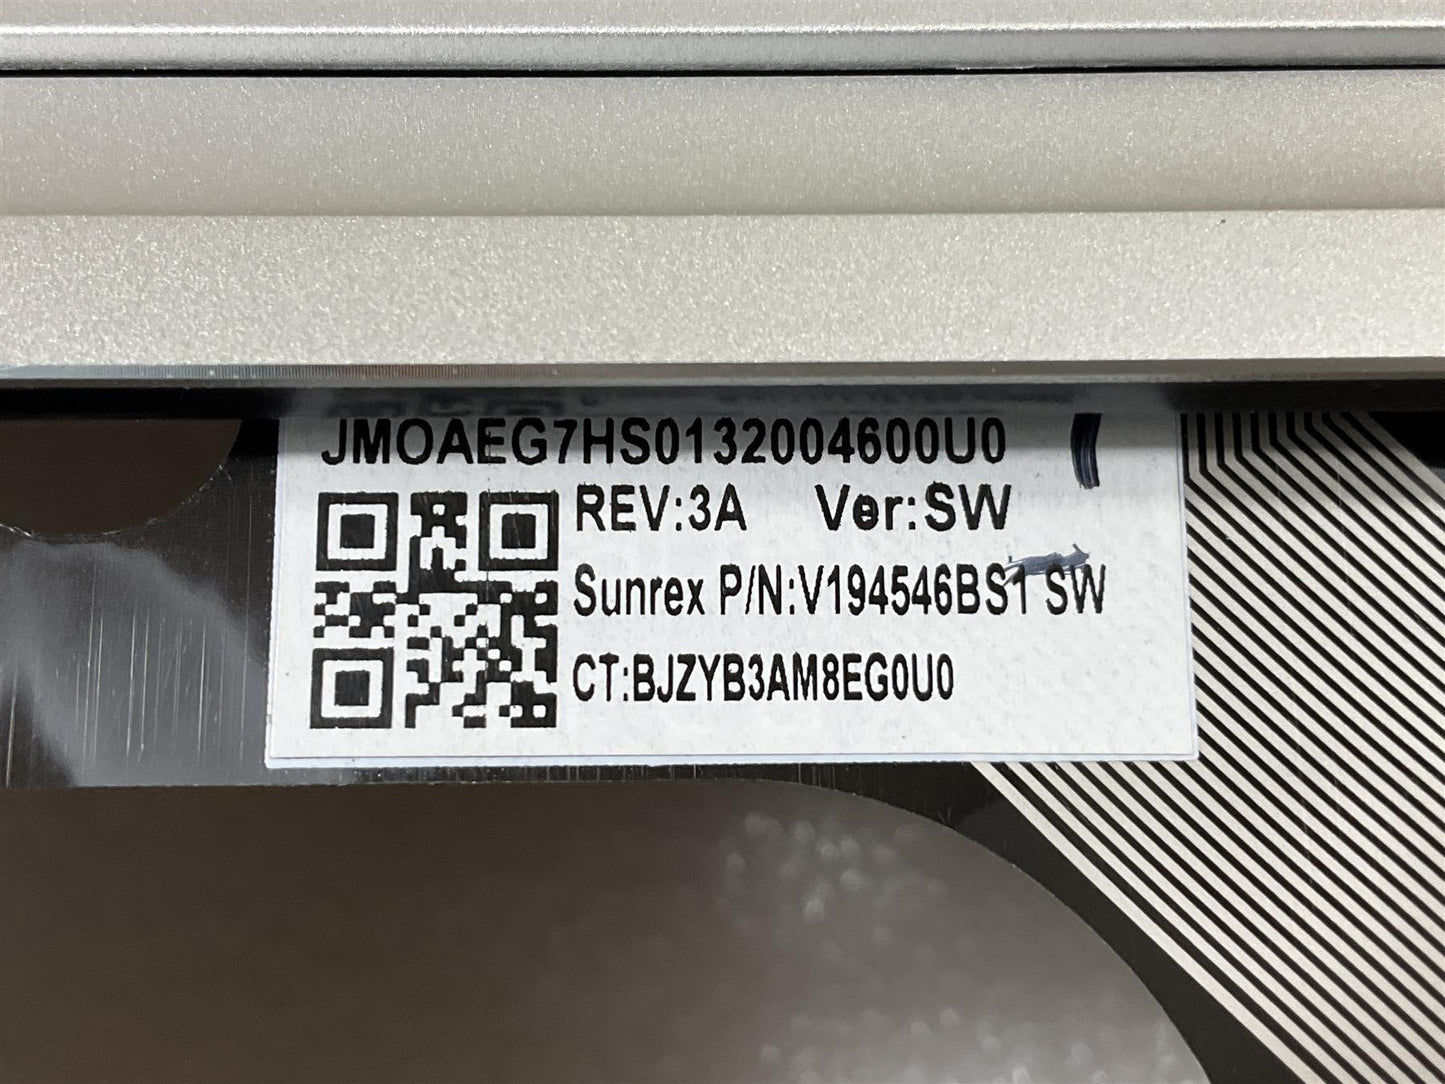 JMOAEG7HS0132004600U0
REV:3A Ver:SW
Sunrex P/N:V194546BS1 SW
CT:BJZYB3AM8EG0U0